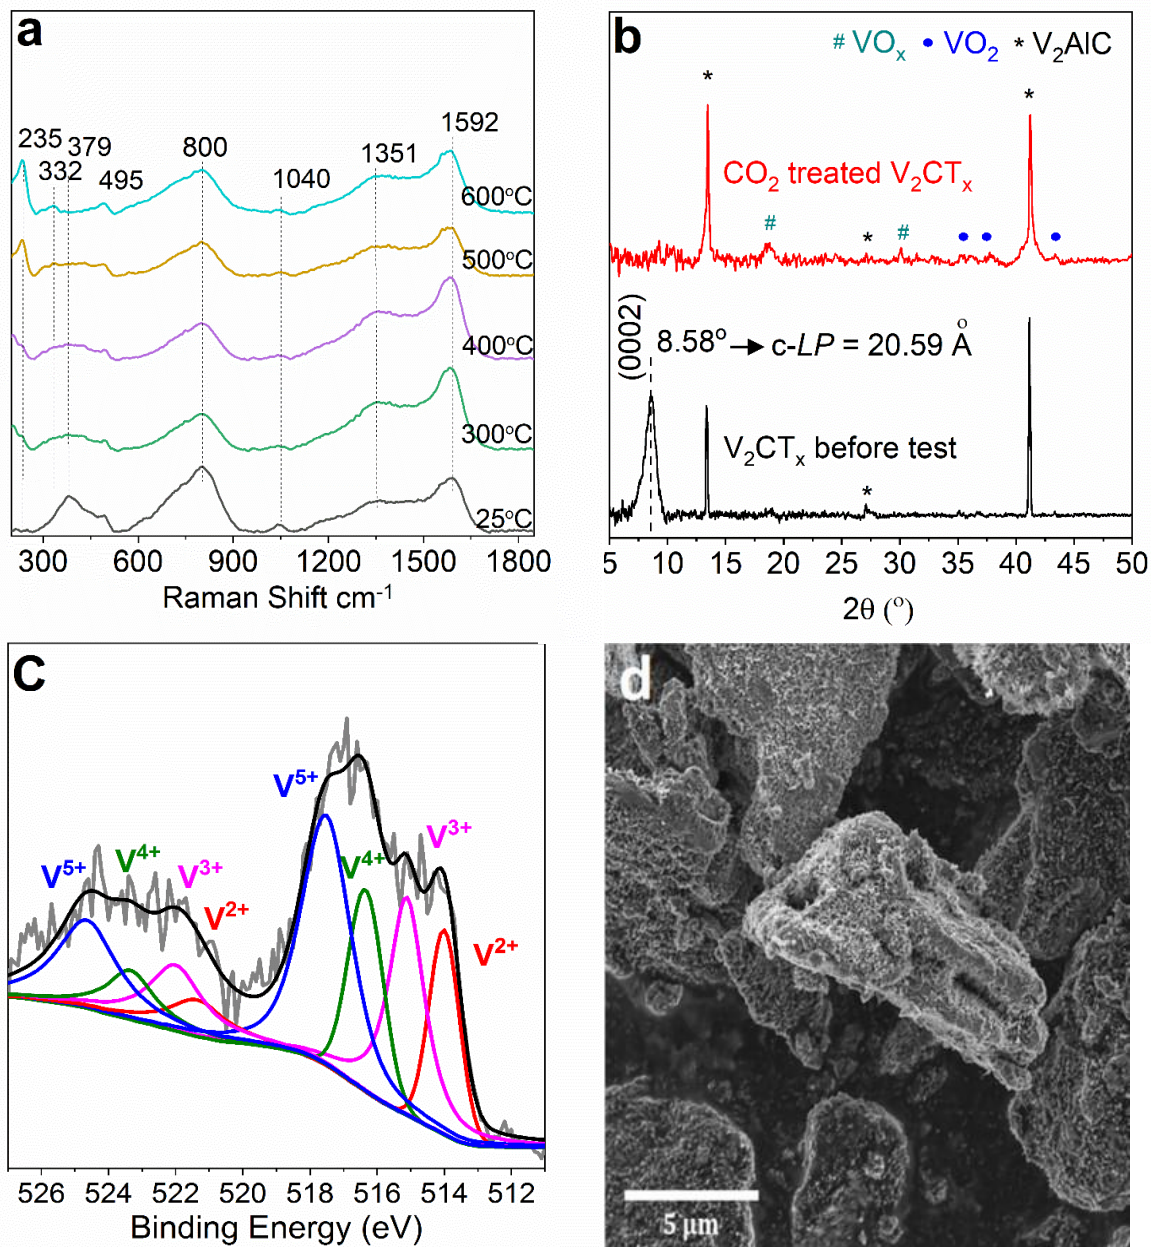 a
235 379 800 1351 1592
332 495 1040
600°C
500°C
400°C
300°C
25°C
300 600 900 1200 1500 1800
Raman Shift cm⁻¹
b
# VOₓ • VO₂ * V₂AlC
* *
CO₂ treated V₂CTₓ
# * #
(0002)
8.58° → c-LP = 20.59 Å
V₂CTₓ before test
*
5 10 15 20 25 30 35 40 45 50
2θ (°)
C
V⁵⁺ V⁴⁺ V³⁺ V²⁺
V⁵⁺ V⁴⁺ V³⁺ V²⁺
526 524 522 520 518 516 514 512
Binding Energy (eV)
d
5 μm